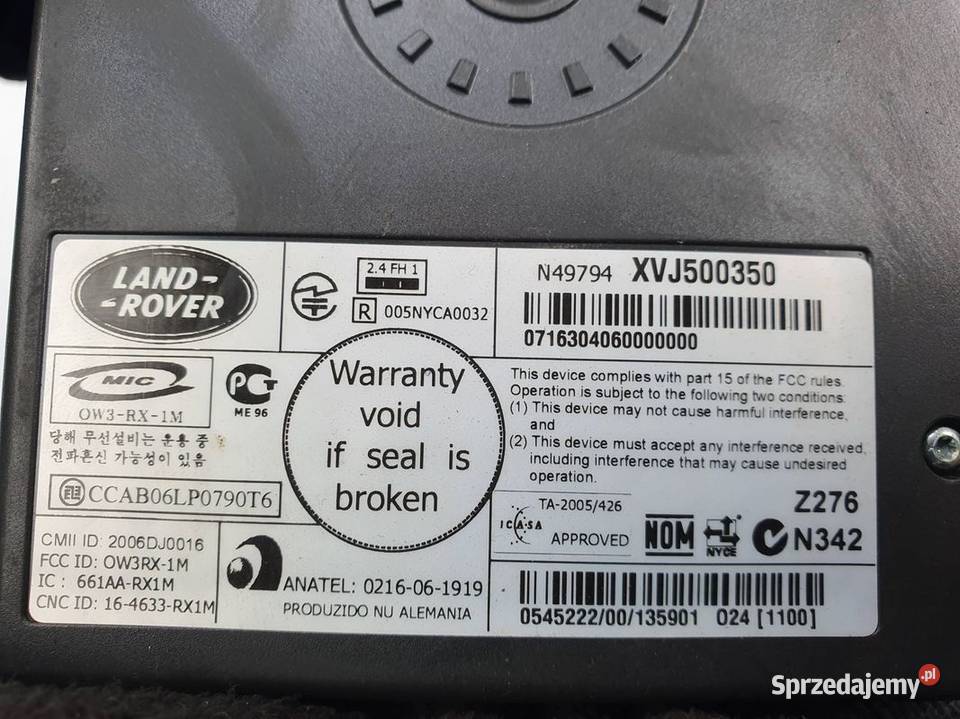 LAND-
-ROVER
2.4 FH 1
R 005NYCA0032
N49794 XVJ500350
0716304060000000
MIC
OW3-RX-1M
당해 무선설비는 운용 중
전파혼신 가능성이 있음
PCT
ME 96
CCAB06LP0790T6
Warranty
void
if seal is
broken
This device complies with part 15 of the FCC rules.
Operation is subject to the following two conditions:
(1) This device may not cause harmful interference,
and
(2) This device must accept any interference received,
including interference that may cause undesired
operation.
TA-2005/426
ICASA
APPROVED
NOM
NYCE
Z276
N342
CMII ID: 2006DJ0016
FCC ID: OW3RX-1M
IC : 661AA-RX1M
CNC ID: 16-4633-RX1M
ANATEL: 0216-06-1919
PRODUZIDO NU ALEMANIA
0545222/00/135901 024 [1100]
Sprzedajemy.pl